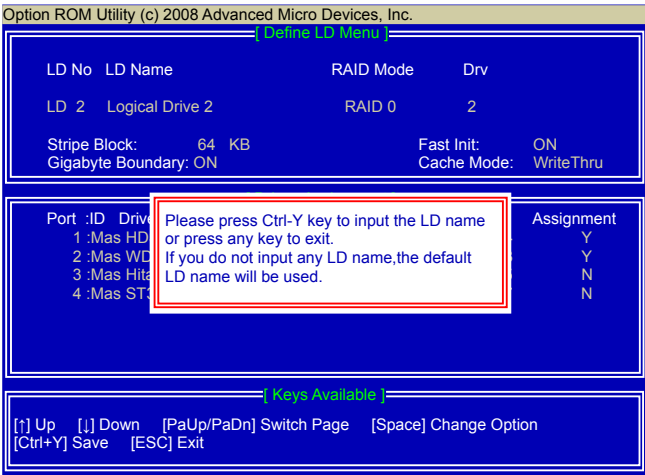 Option ROM Utility (c) 2008 Advanced Micro Devices, Inc.
[ Define LD Menu ]
LD No LD Name RAID Mode Drv
LD 2 Logical Drive 2 RAID 0 2
Stripe Block: 64 KB Fast Init: ON
Gigabyte Boundary: ON Cache Mode: WriteThru
Port :ID Assignment
1 :Mas Y
2 :Mas Y
3 :Mas N
4 :Mas N
Please press Ctrl-Y key to input the LD name
or press any key to exit.
If you do not input any LD name,the default
LD name will be used.
[ Keys Available ]
[↑] Up [↓] Down [PaUp/PaDn] Switch Page [Space] Change Option
[Ctrl+Y] Save [ESC] Exit